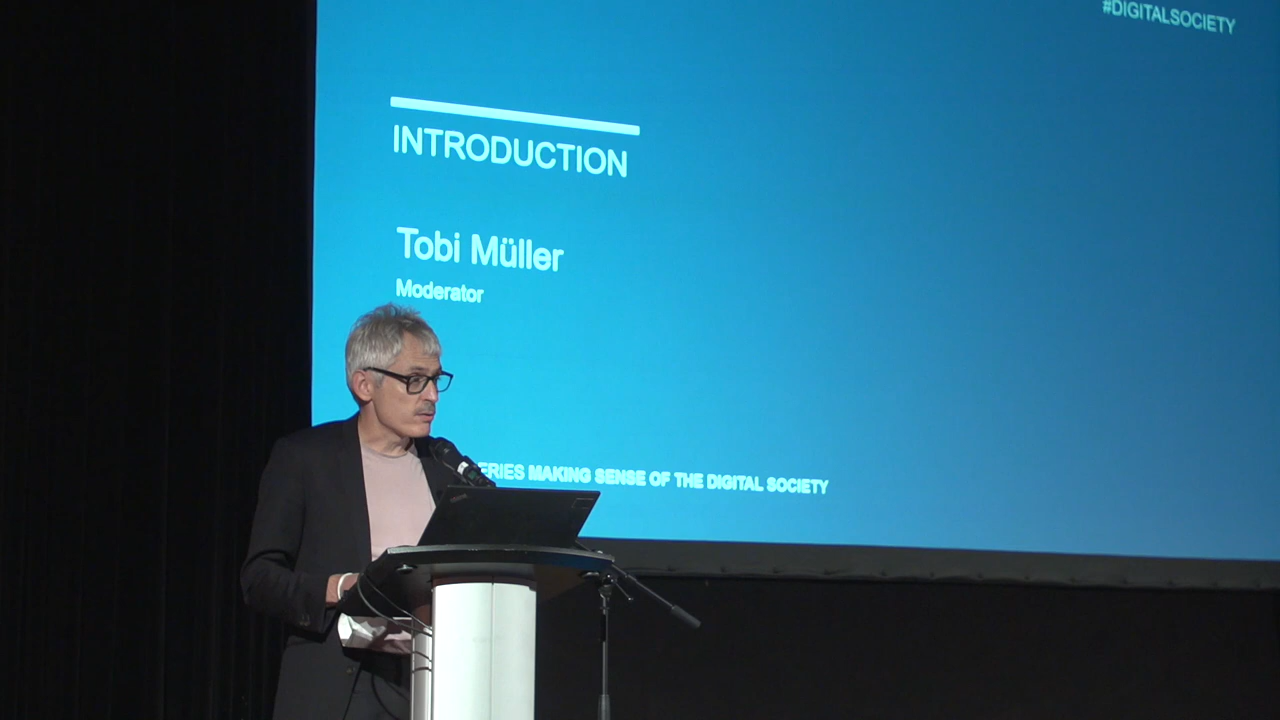 #DIGITALSOCIETY
INTRODUCTION
Tobi Müller
Moderator
ERIES MAKING SENSE OF THE DIGITAL SOCIETY